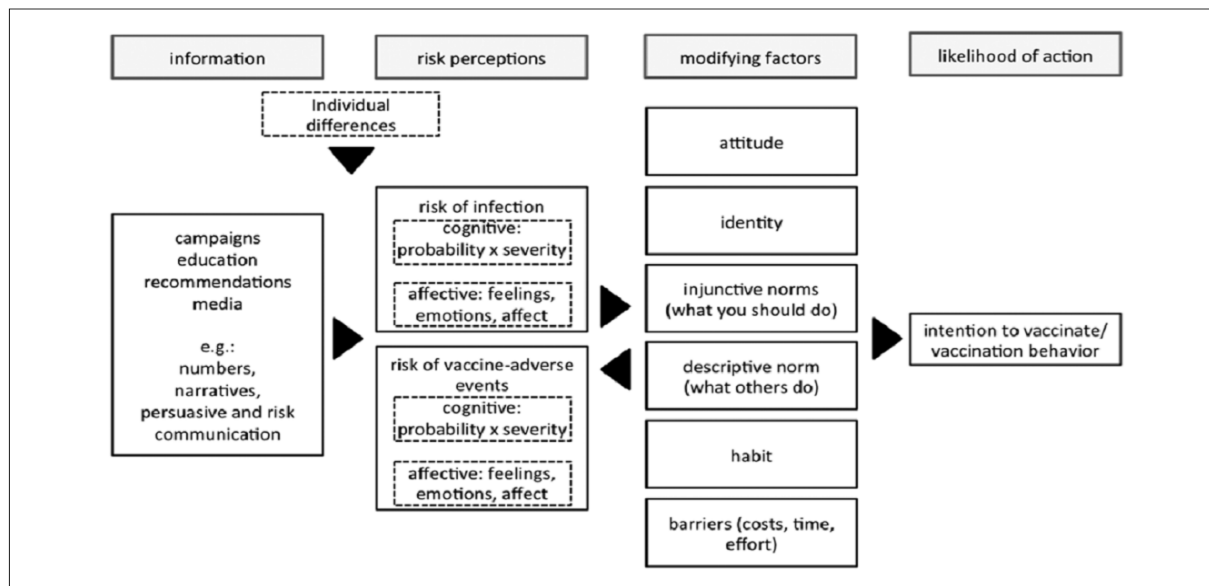 information
risk perceptions
modifying factors
likelihood of action
Individual
differences
campaigns
education
recommendations
media
e.g.:
numbers,
narratives,
persuasive and risk
communication
risk of infection
cognitive:
probability x severity
affective: feelings,
emotions, affect
risk of vaccine-adverse
events
cognitive:
probability x severity
affective: feelings,
emotions, affect
attitude
identity
injunctive norms
(what you should do)
descriptive norm
(what others do)
habit
barriers (costs, time,
effort)
intention to vaccinate/
vaccination behavior